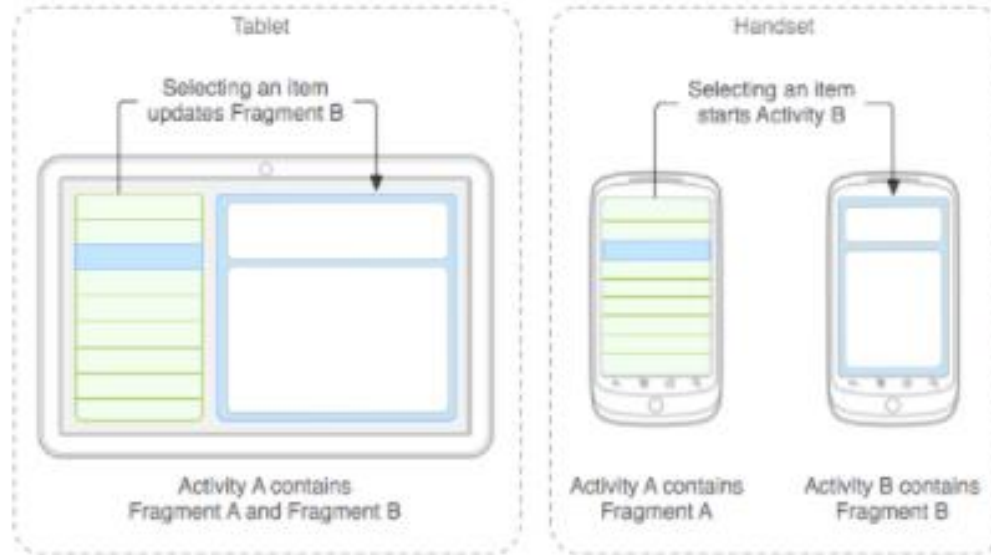 Tablet
Selecting an item
updates Fragment B
Activity A contains
Fragment A and Fragment B
Handset
Selecting an item
starts Activity B
Activity A contains
Fragment A
Activity B contains
Fragment B